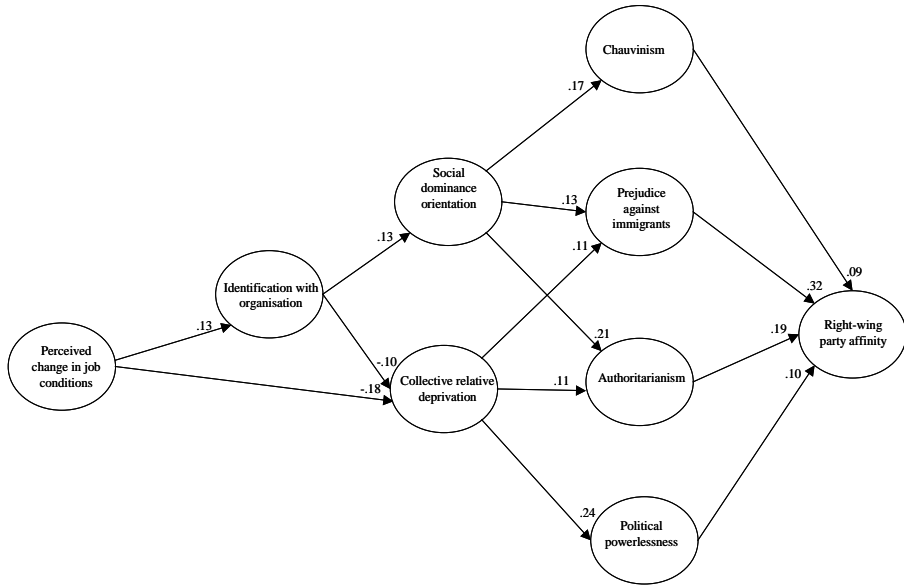 Perceived
change in job
conditions
.13
-.18
Identification with
organisation
.13
-.10
Social
dominance
orientation
.17
.13
.21
Collective relative
deprivation
.11
.11
.24
Chauvinism
.09
Prejudice
against
immigrants
.32
Authoritarianism
.19
Political
powerlessness
.10
Right-wing
party affinity